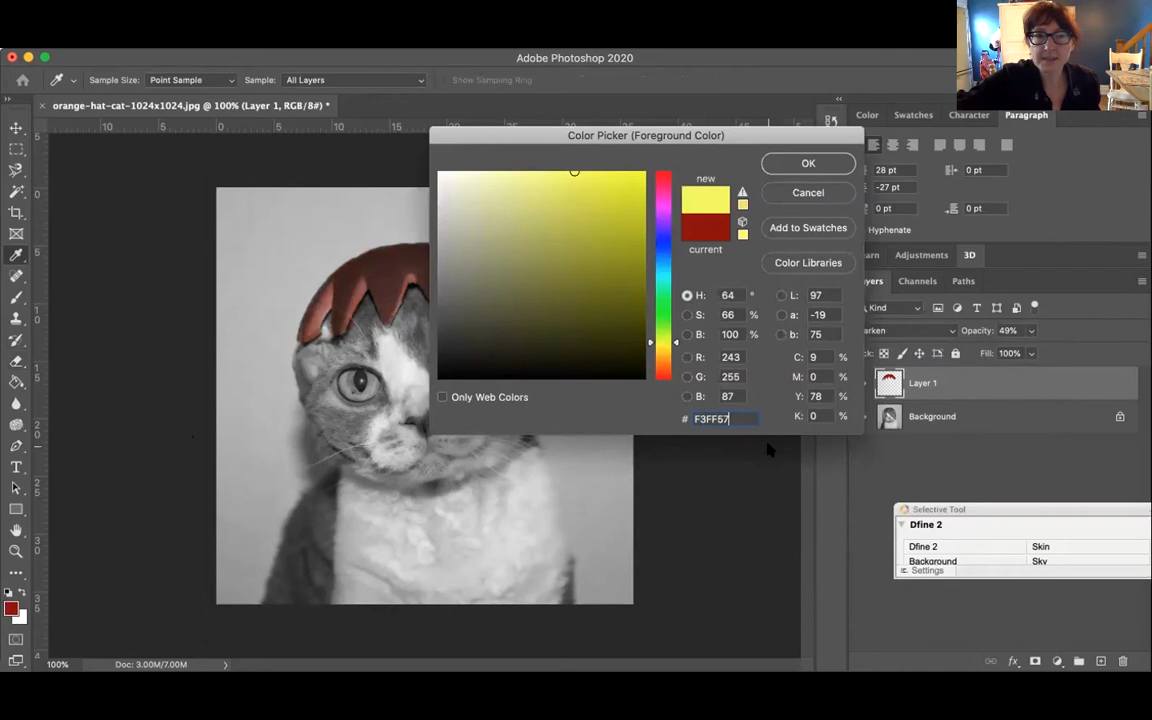 Adobe Photoshop 2020
Sample Size: Point Sample Sample: All Layers Show Sampling Ring
orange-hat-cat-1024x1024.jpg @ 100% (Layer 1, RGB/8#) *
Color Swatches Character Paragraph
10 5 0 5 10 15
Color Picker (Foreground Color)
OK
Cancel
Add to Swatches
Color Libraries
new
current
H: 64 °
S: 66 %
B: 100 %
R: 243
G: 255
B: 87
# F3FF57
L: 97
a: -19
b: 75
C: 9 %
M: 0 %
Y: 78 %
K: 0 %
Only Web Colors
28 pt 0 pt
-27 pt
0 pt 0 pt
Hyphenate
Adjustments 3D
Channels Paths
Kind
Opacity: 49%
Fill: 100%
Layer 1
Background
Selective Tool
Dfine 2
Dfine 2 Skin
Background Sky
Settings
100% Doc: 3.00M/7.00M